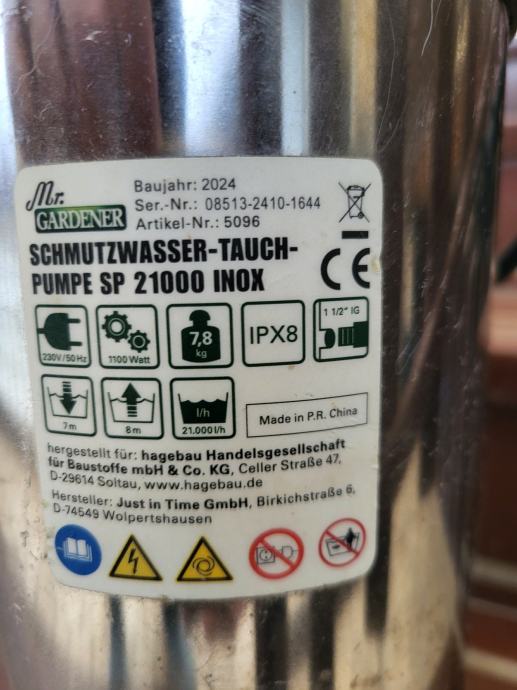 Mr.
GARDENER
Baujahr: 2024
Ser.-Nr.: 08513-2410-1644
Artikel-Nr.: 5096
SCHMUTZWASSER-TAUCH-
PUMPE SP 21000 INOX
CE
230V/50Hz
1100 Watt
7,8
kg
IPX8
1 1/2" IG
7m
8m
l/h
21.000 l/h
Made in P.R. China
hergestellt für: hagebau Handelsgesellschaft
für Baustoffe mbH & Co. KG, Celler Straße 47,
D-29614 Soltau, www.hagebau.de
Hersteller: Just in Time GmbH, Birkichstraße 6,
D-74549 Wolpertshausen